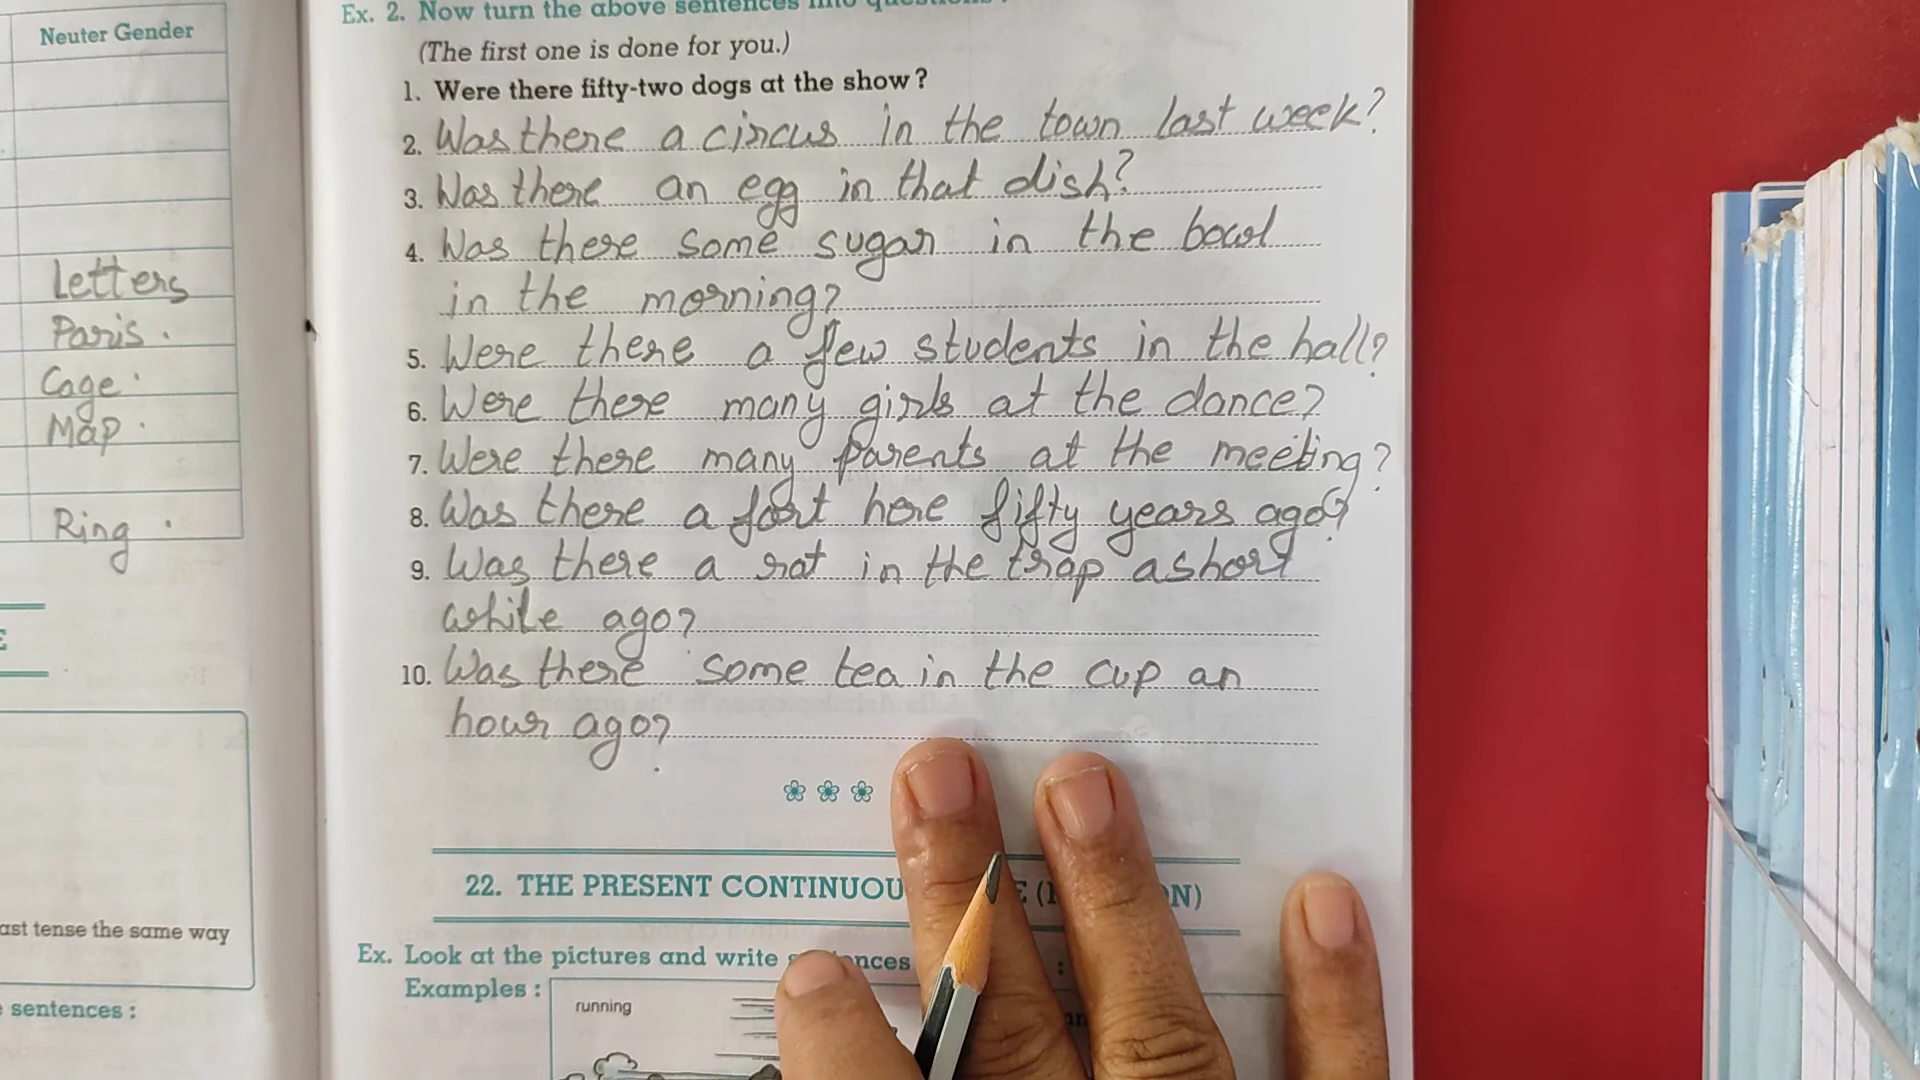 Neuter Gender
Letters
Paris.
Cage.
Map.
Ring.
ast tense the same way
sentences :
Ex. 2. Now turn the above sentences into questions :
(The first one is done for you.)
1. Were there fifty-two dogs at the show?
2. Was there a circus in the town last week?
3. Was there an egg in that dish?
4. Was there some sugar in the bowl
in the morning?
5. Were there a few students in the hall?
6. Were there many girls at the dance?
7. Were there many parents at the meeting?
8. Was there a fort here fifty years ago?
9. Was there a rat in the trap a short
while ago?
10. Was there some tea in the cup an
hour ago?
22. THE PRESENT CONTINUOU
Ex. Look at the pictures and write
Examples :
running